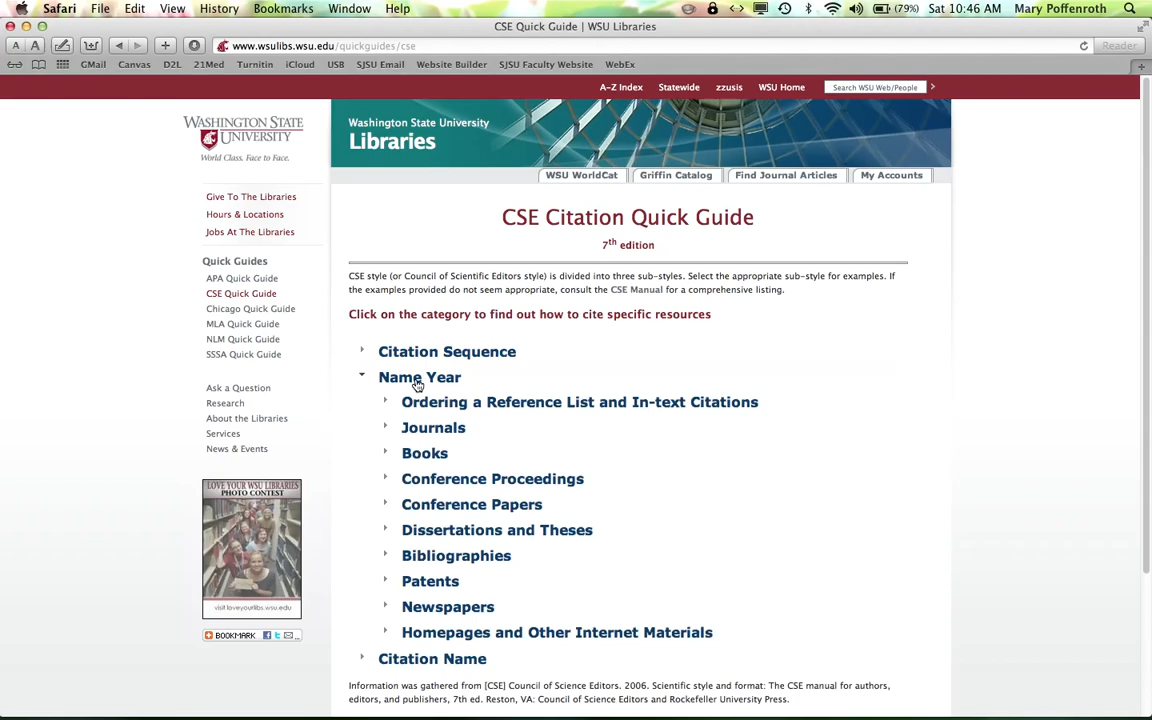 Safari File Edit View History Bookmarks Window Help (79%) Sat 10:46 AM Mary Poffenroth
CSE Quick Guide | WSU Libraries
A A www.wsulibs.wsu.edu/quickguides/cse Reader
GMail Canvas D2L 21Med Turnitin iCloud USB SJSU Email Website Builder SJSU Faculty Website WebEx
A-Z Index Statewide zzusis WSU Home Search WSU Web/People
WASHINGTON STATE
UNIVERSITY
World Class. Face to Face.
Washington State University
Libraries
WSU WorldCat Griffin Catalog Find Journal Articles My Accounts
Give To The Libraries
Hours & Locations
Jobs At The Libraries
Quick Guides
APA Quick Guide
CSE Quick Guide
Chicago Quick Guide
MLA Quick Guide
NLM Quick Guide
SSSA Quick Guide
Ask a Question
Research
About the Libraries
Services
News & Events
LOVE YOUR WSU LIBRARIES
PHOTO CONTEST
visit loveyourlibs.wsu.edu
BOOKMARK
CSE Citation Quick Guide
7th edition
CSE style (or Council of Scientific Editors style) is divided into three sub-styles. Select the appropriate sub-style for examples. If
the examples provided do not seem appropriate, consult the CSE Manual for a comprehensive listing.
Click on the category to find out how to cite specific resources
Citation Sequence
Name Year
Ordering a Reference List and In-text Citations
Journals
Books
Conference Proceedings
Conference Papers
Dissertations and Theses
Bibliographies
Patents
Newspapers
Homepages and Other Internet Materials
Citation Name
Information was gathered from [CSE] Council of Science Editors. 2006. Scientific style and format: The CSE manual for authors,
editors, and publishers, 7th ed. Reston, VA: Council of Science Editors and Rockefeller University Press.